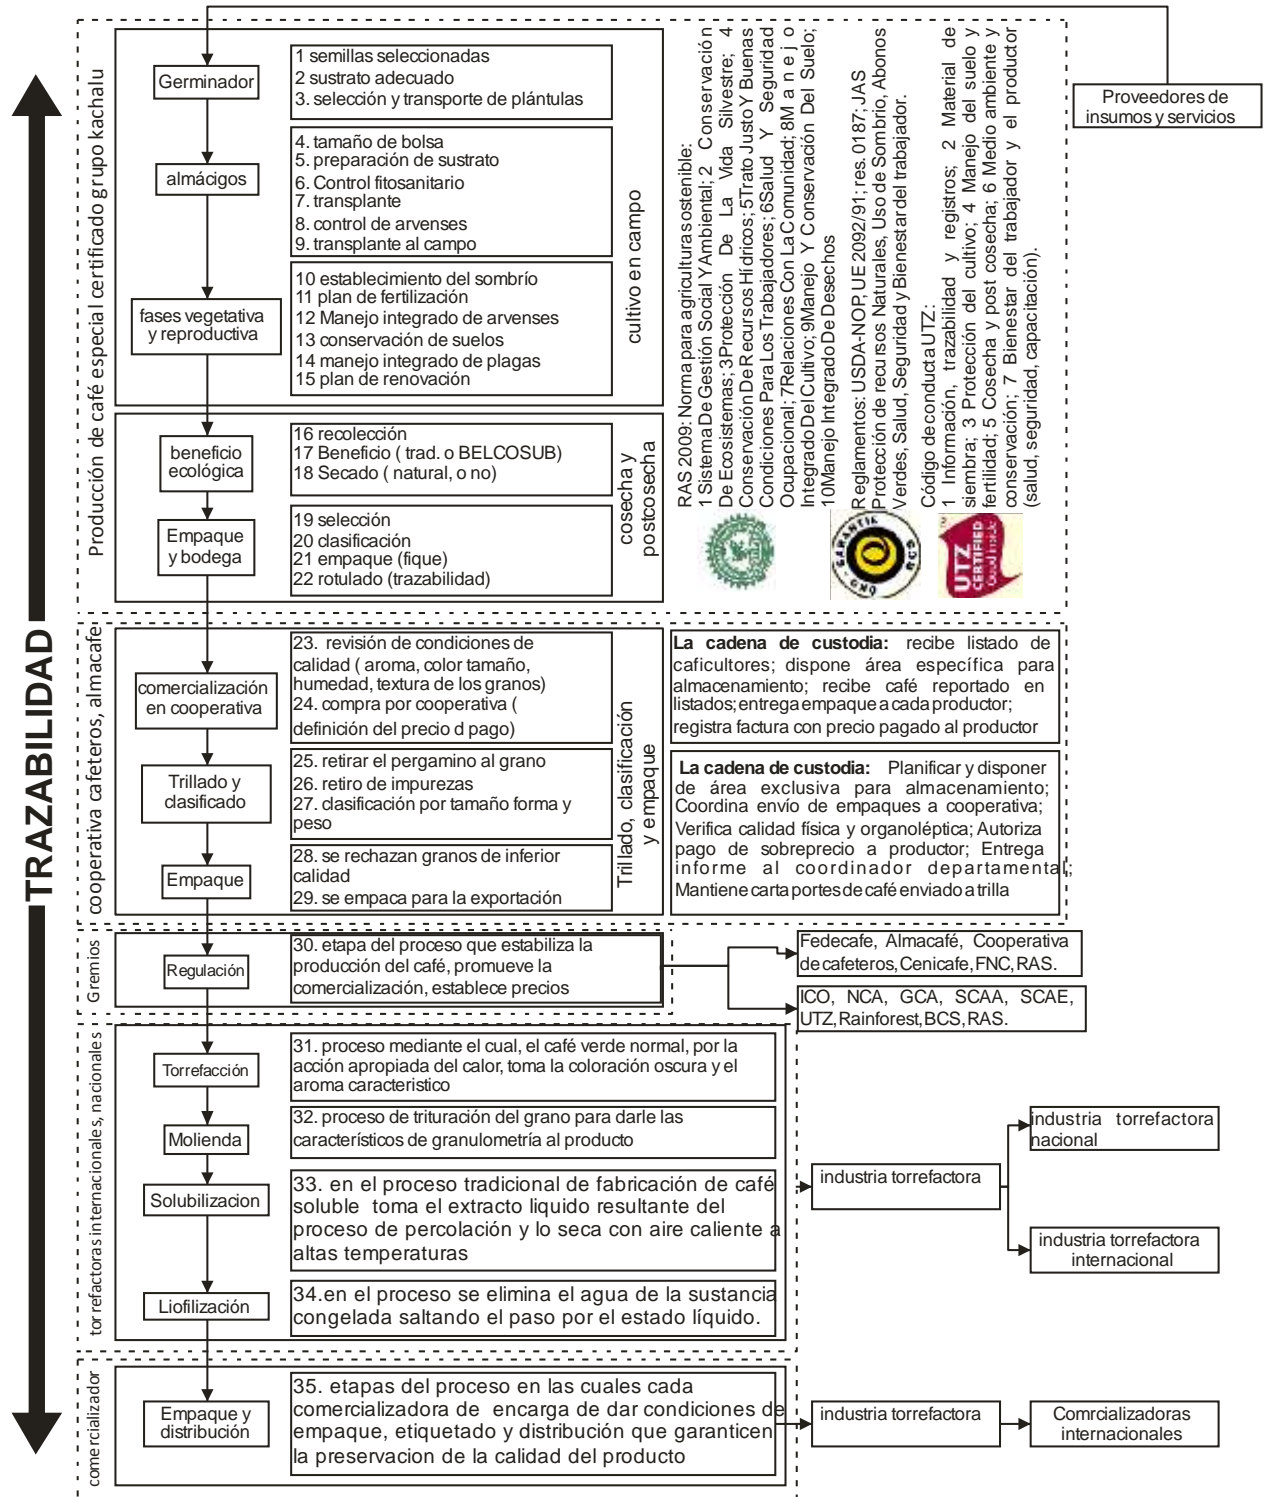 TRAZABILIDAD
Producción de café especial certificado grupo kachalu
Germinador
1 semillas seleccionadas
2 sustrato adecuado
3. selección y transporte de plántulas
almácigos
4. tamaño de bolsa
5. preparación de sustrato
6. Control fitosanitario
7. transplante
8. control de arvenses
9. transplante al campo
fases vegetativa
y reproductiva
10 establecimiento del sombrío
11 plan de fertilización
12 Manejo integrado de arvenses
13 conservación de suelos
14 manejo integrado de plagas
15 plan de renovación
cultivo en campo
beneficio
ecológica
16 recolección
17 Beneficio ( trad. o BELCOSUB)
18 Secado ( natural, o no)
Empaque
y bodega
19 selección
20 clasificación
21 empaque (fique)
22 rotulado (trazabilidad)
cosecha y
postcosecha
RAS 2009: Norma para agricultura sostenible:
1 Sistema De Gestión Social Y Ambiental; 2 Conservación
De Ecosistemas; 3Protección De La Vida Silvestre; 4
Conservación De Recursos Hídricos; 5Trato Justo Y Buenas
Condiciones Para Los Trabajadores; 6Salud Y Seguridad
Ocupacional; 7Relaciones Con La Comunidad; 8Manejo
Integrado Del Cultivo; 9Manejo Y Conservación Del Suelo;
10Manejo Integrado De Desechos
Reglamentos: USDA-NOP, UE 2092/91; res. 0187; JAS
Protección de recursos Naturales, Uso de Sombrio, Abonos
Verdes, Salud, Seguridad y Bienestar del trabajador.
Código de conducta UTZ.:
1 Información, trazabilidad y registros; 2 Material de
siembra; 3 Protección del cultivo; 4 Manejo del suelo y
fertilidad; 5 Cosecha y post cosecha; 6 Medio ambiente y
conservación; 7 Bienestar del trabajador y el productor
(salud, seguridad, capacitación).
GARANTIE
BCS
ÖKO
UTZ
CERTIFIED
Good inside
Proveedores de
insumos y servicios
cooperativa cafeteros, almacafe
comercialización
en cooperativa
23. revisión de condiciones de
calidad ( aroma, color tamaño,
humedad, textura de los granos)
24. compra por cooperativa (
definición del precio d pago)
Trillado y
clasificado
25. retirar el pergamino al grano
26. retiro de impurezas
27. clasificación por tamaño forma y
peso
Empaque
28. se rechazan granos de inferior
calidad
29. se empaca para la exportación
Trillado, clasificación
y empaque
La cadena de custodia: recibe listado de
caficultores; dispone área específica para
almacenamiento; recibe café reportado en
listados; entrega empaque a cada productor;
registra factura con precio pagado al productor
La cadena de custodia: Planificar y disponer
de área exclusiva para almacenamiento;
Coordina envío de empaques a cooperativa;
Verifica calidad física y organoléptica; Autoriza
pago de sobreprecio a productor; Entrega
informe al coordinador departamental;
Mantiene carta portes de café enviado a trilla
Gremios
Regulación
30. etapa del proceso que estabiliza la
producción del café, promueve la
comercialización, establece precios
Fedecafe, Almacafé, Cooperativa
de cafeteros, Cenicafe, FNC, RAS.
ICO, NCA, GCA, SCAA, SCAE,
UTZ, Rainforest, BCS, RAS.
torrefactoras internacionales, nacionales
Torrefacción
31. proceso mediante el cual, el café verde normal, por la
acción apropiada del calor, toma la coloración oscura y el
aroma caracteristico
Molienda
32. proceso de trituración del grano para darle las
característicos de granulometría al producto
Solubilizacion
33. en el proceso tradicional de fabricación de café
soluble toma el extracto liquido resultante del
proceso de percolación y lo seca con aire caliente a
altas temperaturas
Liofilización
34.en el proceso se elimina el agua de la sustancia
congelada saltando el paso por el estado líquido.
industria torrefactora
industria torrefactora
nacional
industria torrefactora
internacional
comercializador
Empaque y
distribución
35. etapas del proceso en las cuales cada
comercializadora de encarga de dar condiciones de
empaque, etiquetado y distribución que garanticen
la preservacion de la calidad del producto
industria torrefactora
Comrcializadoras
internacionales